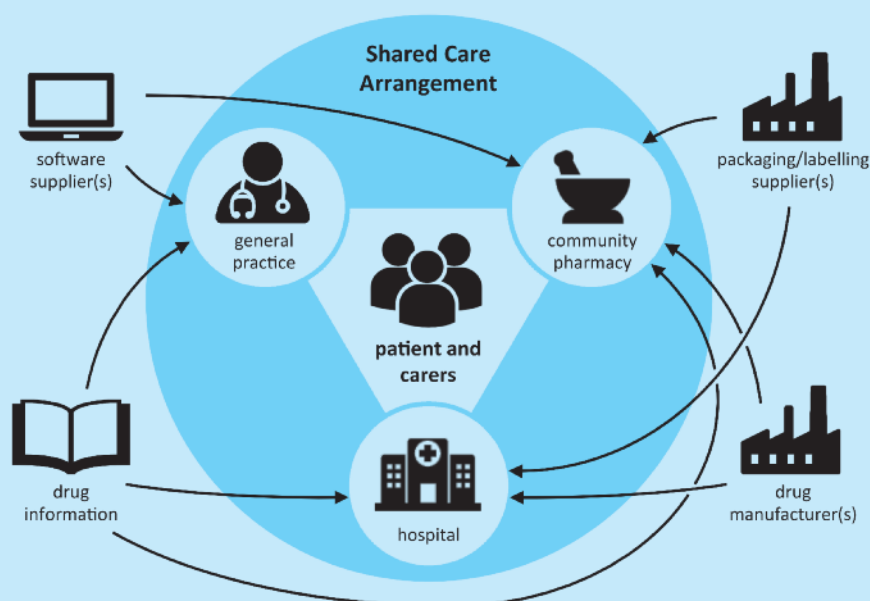 Shared Care
Arrangement
software
supplier(s)
packaging/labelling
supplier(s)
general
practice
community
pharmacy
patient and
carers
drug
information
hospital
drug
manufacturer(s)